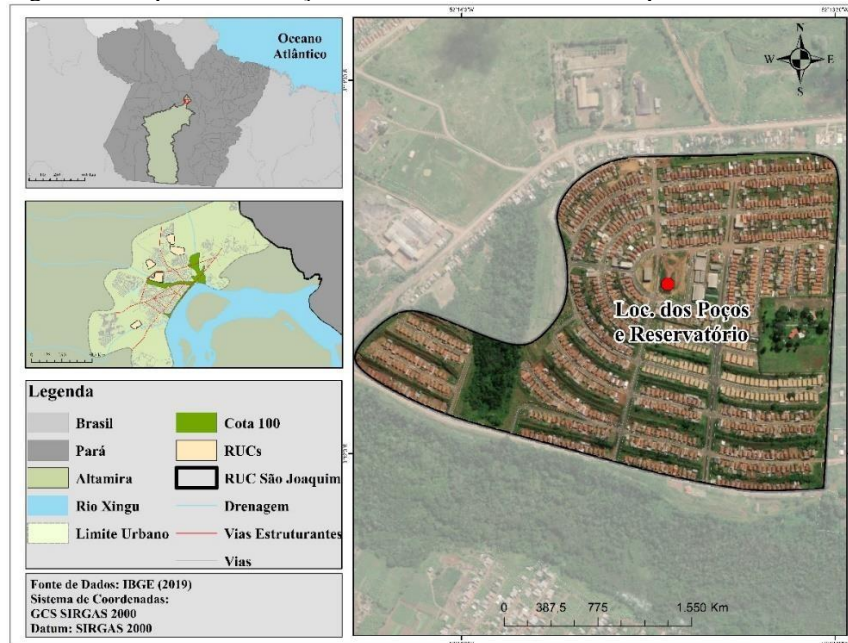 Oceano
Atlântico
N
W
E
S
Loc. dos Poços
e Reservatório
0
387.5
775
1.550 Km
Legenda
Brasil
Pará
Altamira
Rio Xingu
Limite Urbano
Cota 100
RUCs
RUC São Joaquim
Drenagem
Vias Estruturantes
Vias
Fonte de Dados: IBGE (2019)
Sistema de Coordenadas:
GCS SIRGAS 2000
Datum: SIRGAS 2000